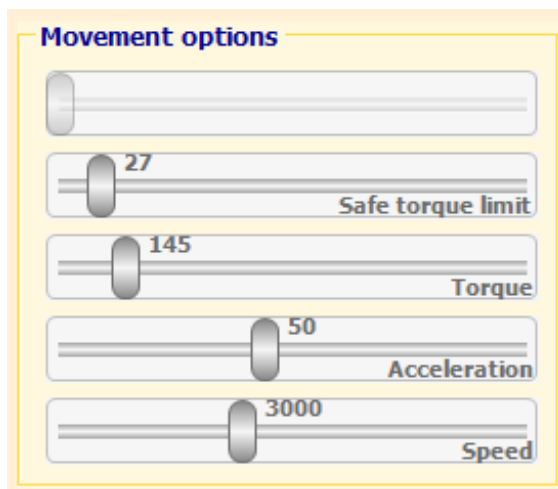 Movement options
27
Safe torque limit
145
Torque
50
Acceleration
3000
Speed